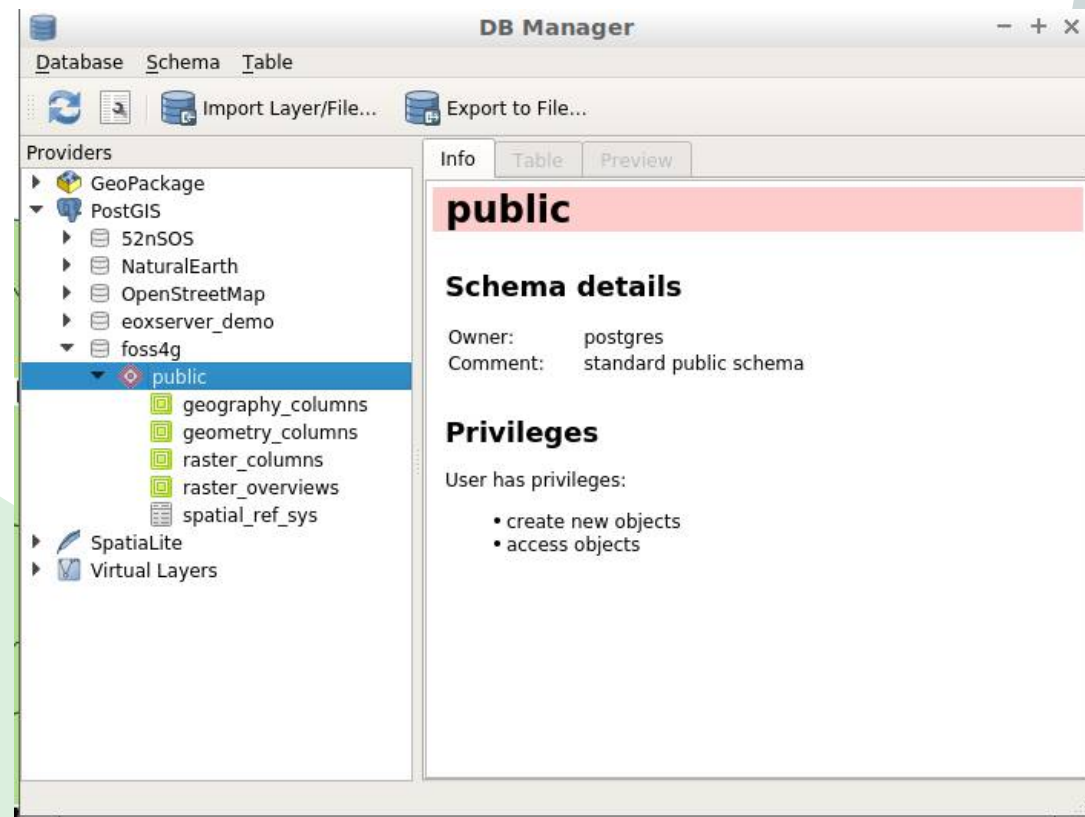 DB Manager
Database Schema Table
Import Layer/File... Export to File...
Providers
GeoPackage
PostGIS
52nSOS
NaturalEarth
OpenStreetMap
eoxserver_demo
foss4g
public
geography_columns
geometry_columns
raster_columns
raster_overviews
spatial_ref_sys
SpatiaLite
Virtual Layers
Info Table Preview
public
Schema details
Owner: postgres
Comment: standard public schema
Privileges
User has privileges:
• create new objects
• access objects